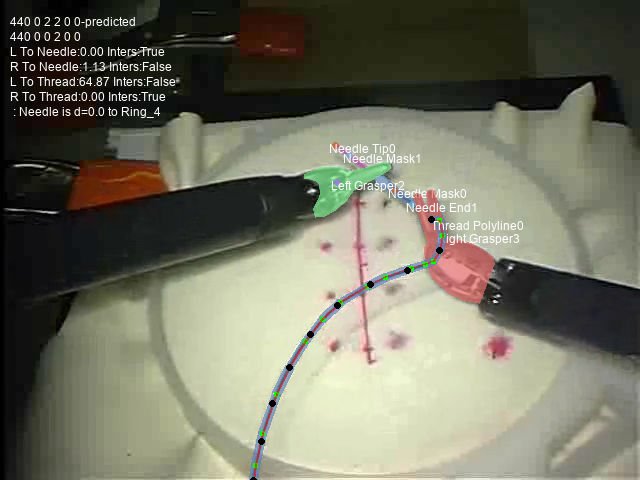 440 0 2 2 0 0-predicted
440 0 0 2 0 0
L To Needle:0.00 Inters:True
R To Needle:1.13 Inters:False
L To Thread:64.87 Inters:False
R To Thread:0.00 Inters:True
: Needle is d=0.0 to Ring_4
Needle Tip0
Needle Mask1
Left Grasper2
Needle Mask0
Needle End1
Thread Polyline0
Right Grasper3